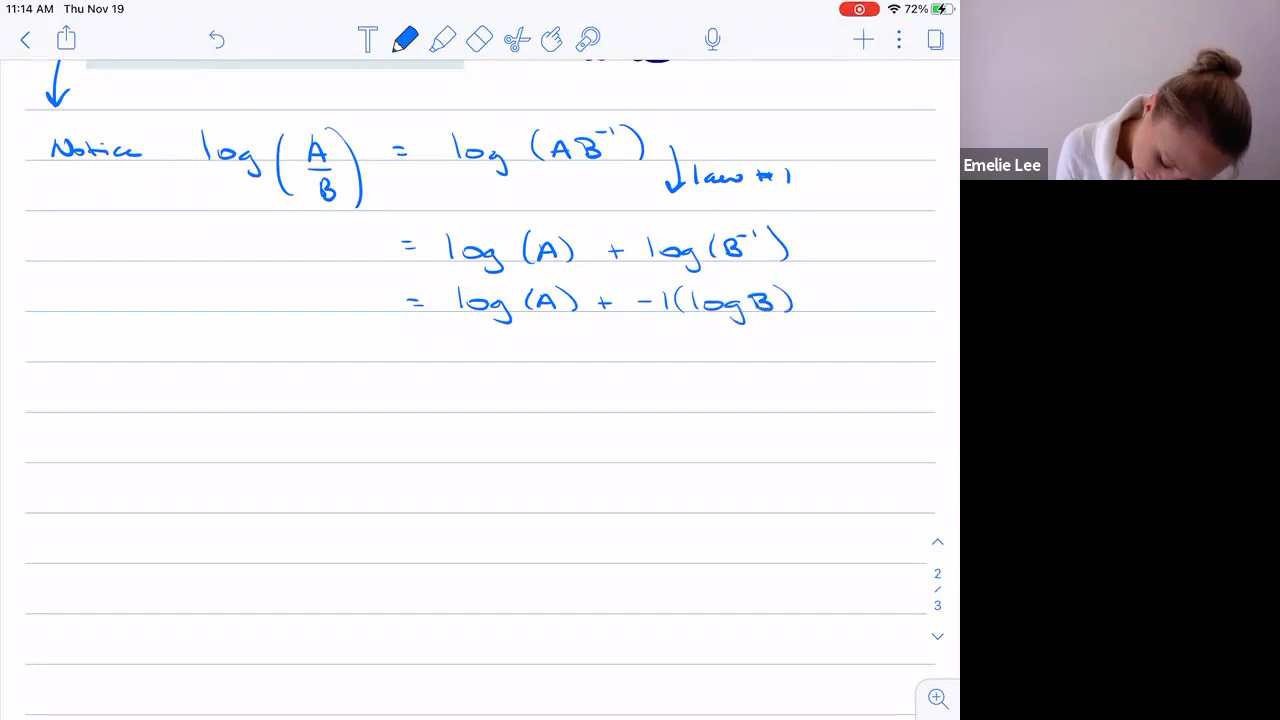 11:14 AM Thu Nov 19
72%
T
Notice log (A/B) = log (AB⁻¹)
↓ law #1
= log (A) + log (B⁻¹)
= log (A) + -1(log B)
Emelie Lee
2
/
3